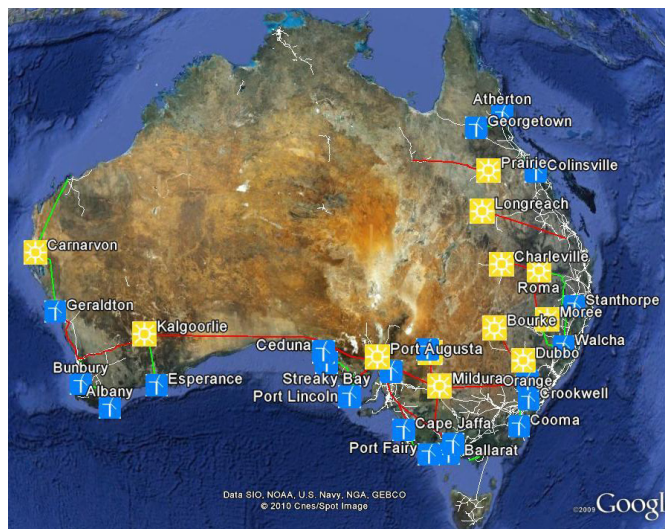 Atherton
Georgetown
Prairie
Colinsville
Longreach
Carnarvon
Charleville
Roma
Stanthorpe
Geraldton
Moree
Bourke
Kalgoorlie
Walcha
Ceduna
Port Augusta
Dubbo
Bunbury
Streaky Bay
Mildura
Orange
Esperance
Albany
Port Lincoln
Crookwell
Cape Jaffa
Cooma
Port Fairy
Ballarat
Data SIO, NOAA, U.S. Navy, NGA, GEBCO
© 2010 Cnes/Spot Image
©2009 Google